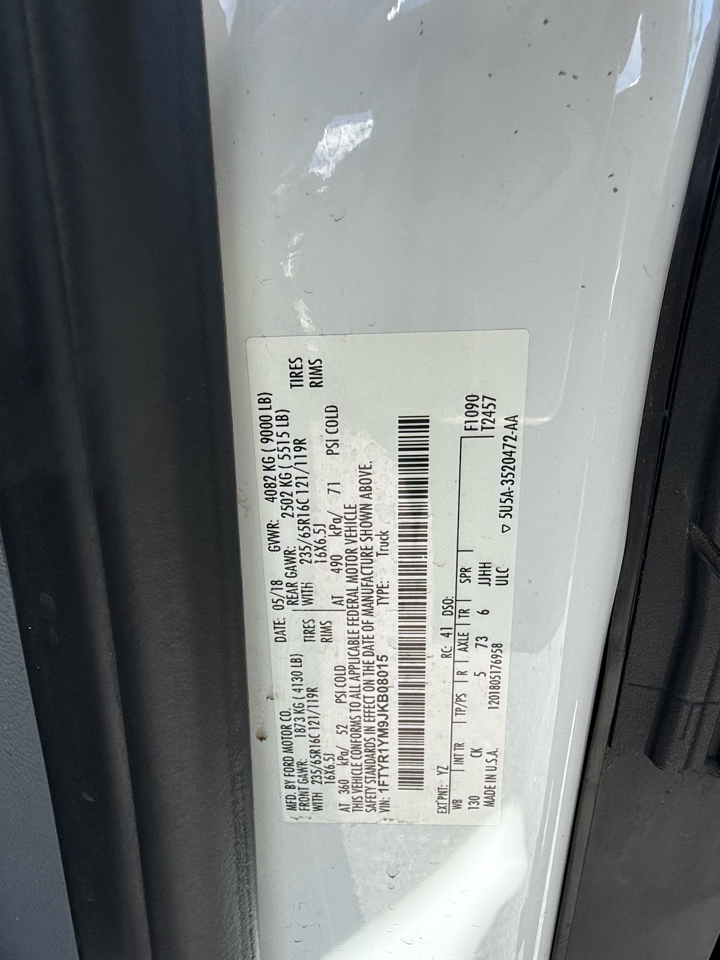 MFD. BY FORD MOTOR CO.
DATE: 05/18 GVWR: 4082 KG ( 9000 LB)
FRONT GAWR: 1873 KG ( 4130 LB) REAR GAWR: 2502 KG ( 5515 LB)
WITH 235/65R16C 121/119R TIRES WITH 235/65R16C 121/119R TIRES
16X6.5J RIMS 16X6.5J RIMS
AT 360 kPa/ 52 PSI COLD AT 490 kPa/ 71 PSI COLD
THIS VEHICLE CONFORMS TO ALL APPLICABLE FEDERAL MOTOR VEHICLE
SAFETY STANDARDS IN EFFECT ON THE DATE OF MANUFACTURE SHOWN ABOVE.
VIN: 1FTYR1YM9JKB08015 TYPE: Truck
EXT PNT: YZ RC: 41 DSO: F1090
WB INT TR TP/PS R AXLE TR SPR T2457
130 CK 5 73 6 JJHH
MADE IN U.S.A. 1201805176958 ULC ▽ 5U5A-3520472-AA